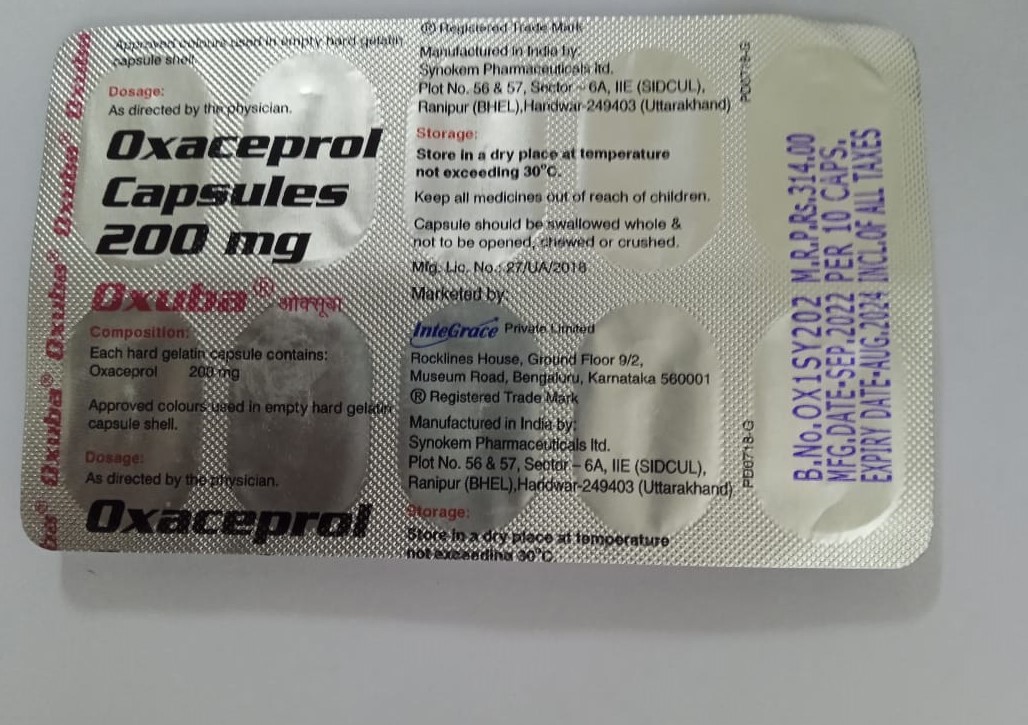 Oxuba® Oxuba® Oxuba® Oxuba®
Approved colours used in empty hard gelatin
capsule shell.
Dosage:
As directed by the physician.
Oxaceprol
Capsules
200 mg
Oxuba® ओक्सूबा
Composition:
Each hard gelatin capsule contains:
Oxaceprol 200 mg
Approved colours used in empty hard gelatin
capsule shell.
Dosage:
As directed by the physician.
Oxaceprol
® Registered Trade Mark
Manufactured in India by:
Synokem Pharmaceuticals ltd.
Plot No. 56 & 57, Sector – 6A, IIE (SIDCUL),
Ranipur (BHEL),Haridwar-249403 (Uttarakhand)
Storage:
Store in a dry place at temperature
not exceeding 30°C.
Keep all medicines out of reach of children.
Capsule should be swallowed whole &
not to be opened, chewed or crushed.
Mfg. Lic. No.: 27/UA/2018
Marketed by:
InteGrace Private Limited
Rocklines House, Ground Floor 9/2,
Museum Road, Bengaluru, Karnataka 560001
® Registered Trade Mark
Manufactured in India by:
Synokem Pharmaceuticals ltd.
Plot No. 56 & 57, Sector – 6A, IIE (SIDCUL),
Ranipur (BHEL),Haridwar-249403 (Uttarakhand)
Storage:
Store in a dry place at temperature
not exceeding 30°C
PD0718-G
PD0718-G
B.No.OX1SY202 M.R.P.Rs.314.00
MFG.DATE-SEP.2022 PER 10 CAPS.
EXPIRY DATE-AUG.2024 INCL.OF ALL TAXES